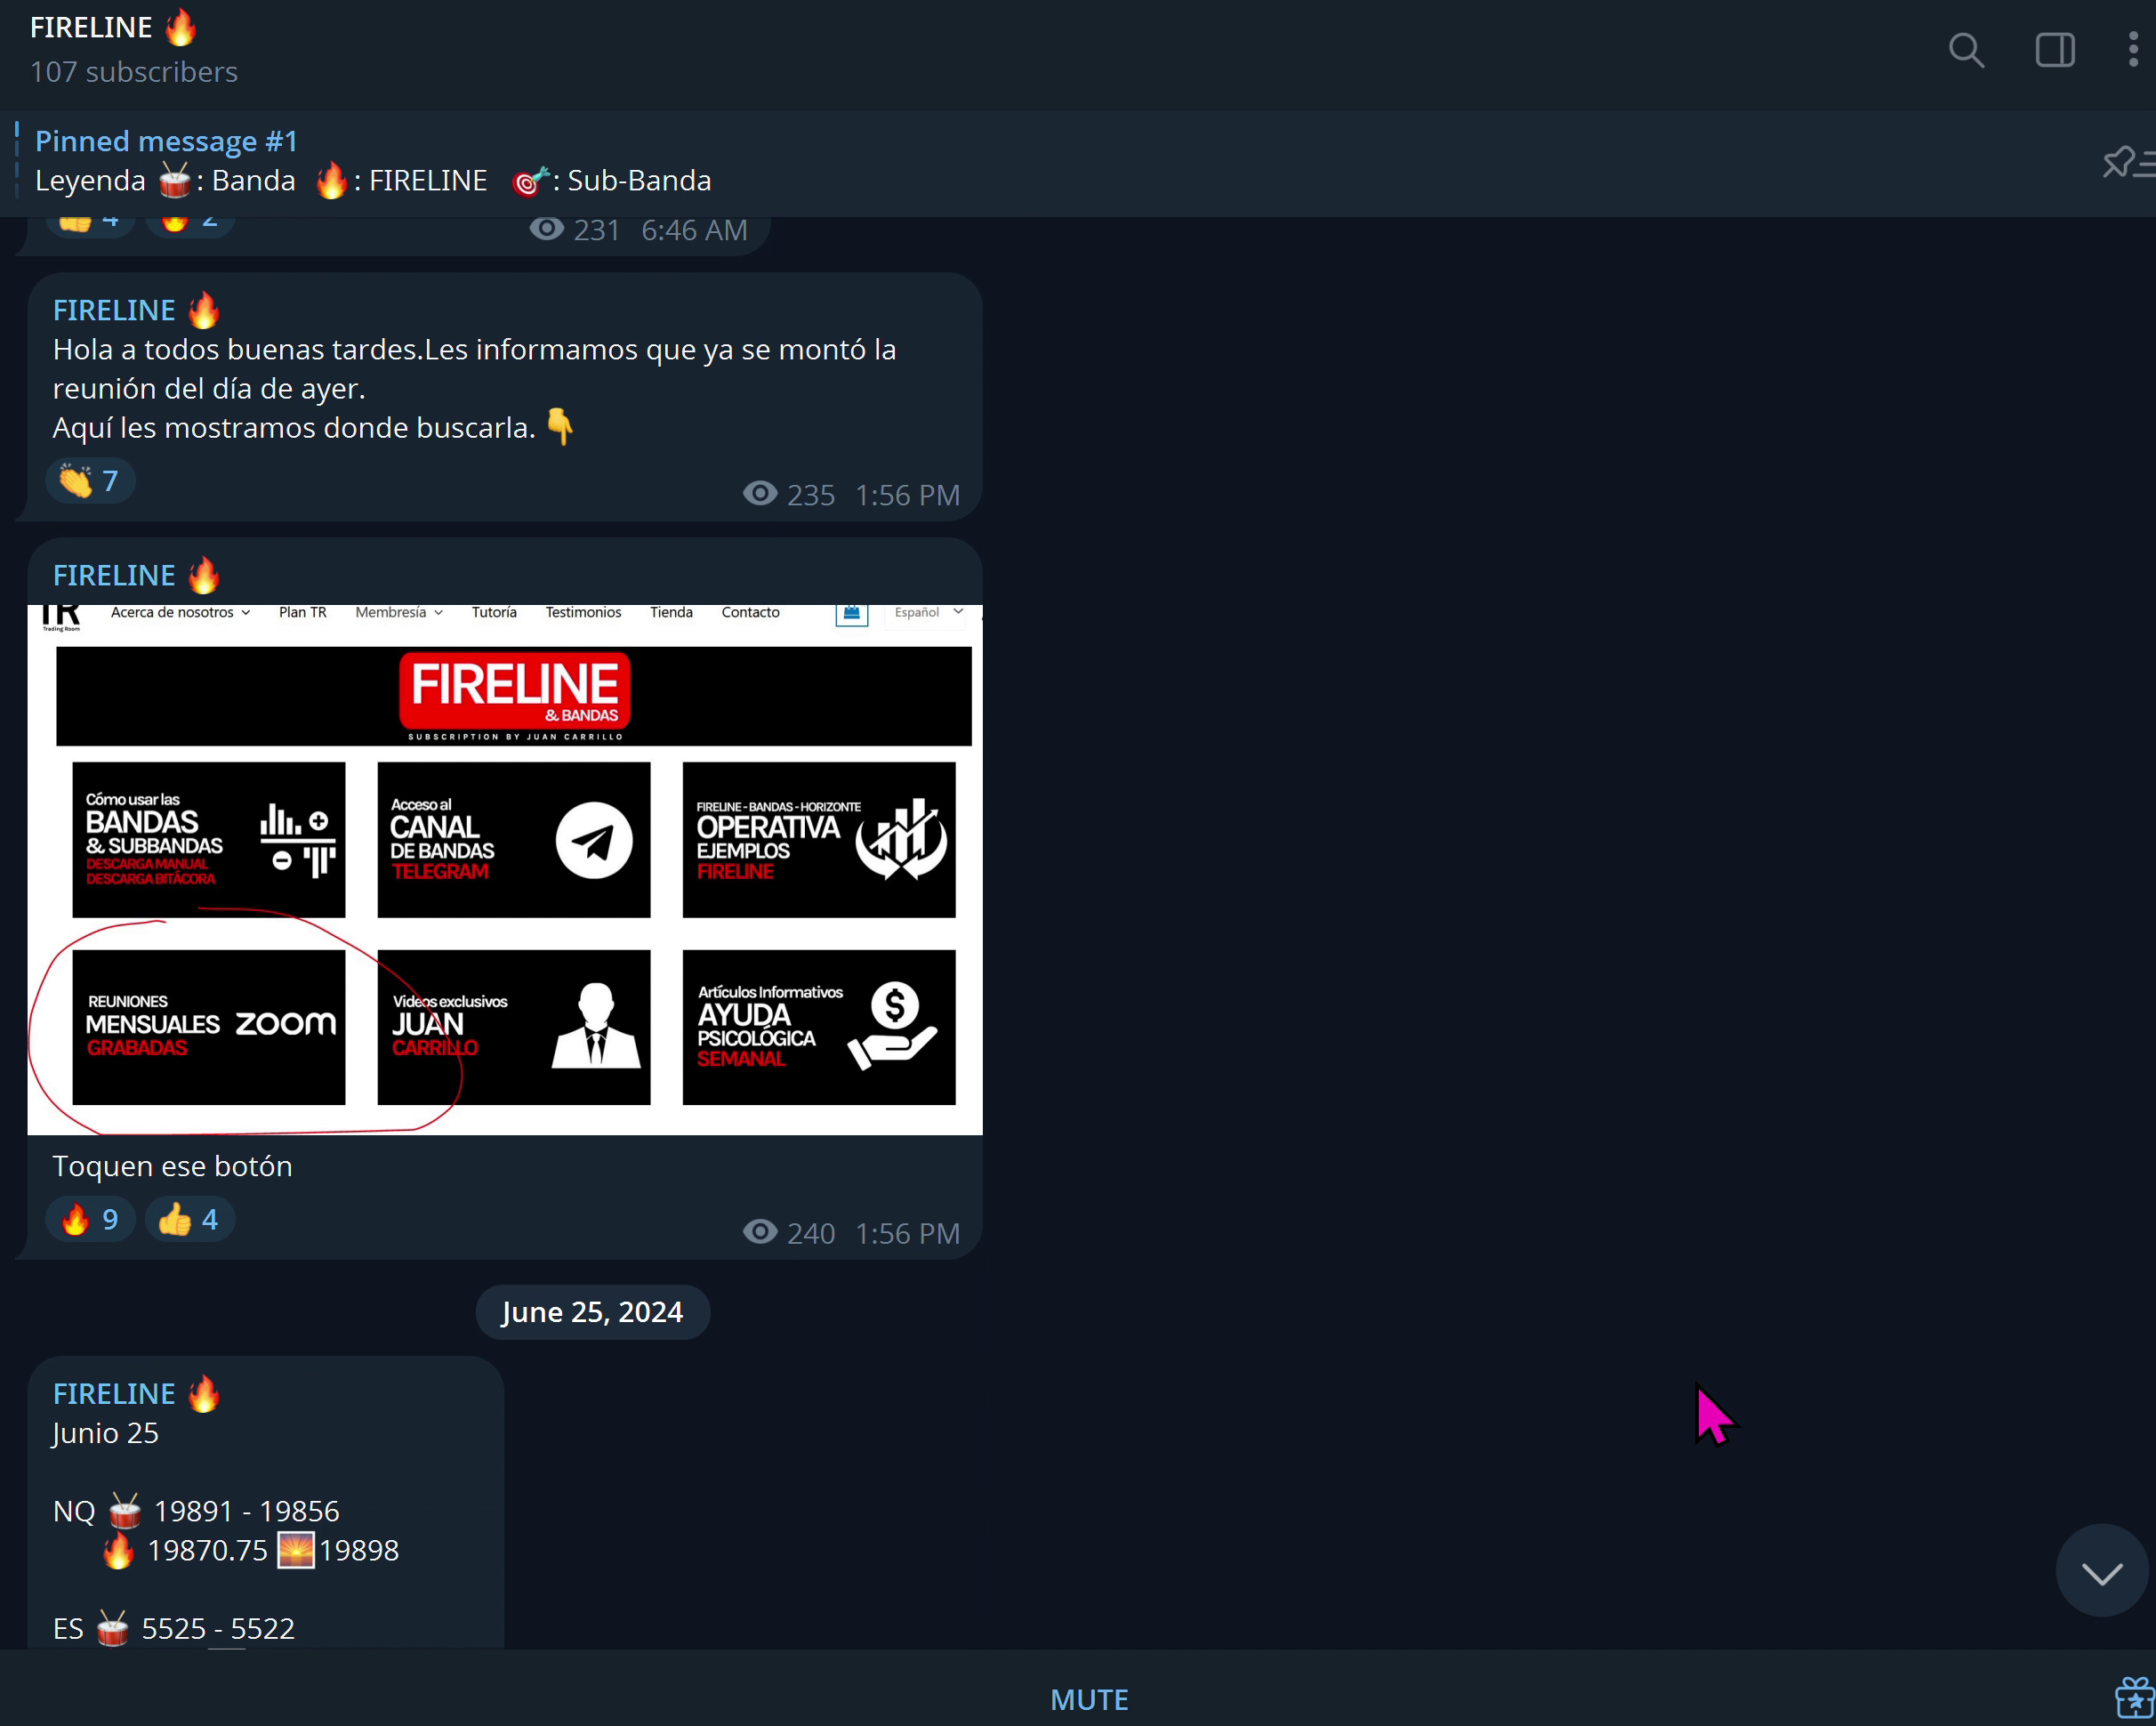 FIRELINE 🔥
107 subscribers
Pinned message #1
Leyenda 🥁: Banda 🔥: FIRELINE 🎯: Sub-Banda
👍 4 🔥 2 231 6:46 AM
FIRELINE 🔥
Hola a todos buenas tardes.Les informamos que ya se montó la
reunión del día de ayer.
Aquí les mostramos donde buscarla. 👇
👏 7
235 1:56 PM
FIRELINE 🔥
TR Acerca de nosotros Plan TR Membresía Tutoría Testimonios Tienda Contacto Español
Trading Room
FIRELINE
& BANDAS
SUBSCRIPTION BY JUAN CARRILLO
Cómo usar las
BANDAS
& SUBBANDAS
DESCARGA MANUAL
DESCARGA BITÁCORA
Acceso al
CANAL
DE BANDAS
TELEGRAM
FIRELINE - BANDAS - HORIZONTE
OPERATIVA
EJEMPLOS
FIRELINE
REUNIONES
MENSUALES
GRABADAS
zoom
Videos exclusivos
JUAN
CARRILLO
Artículos Informativos
AYUDA
PSICOLÓGICA
SEMANAL
Toquen ese botón
🔥 9 👍 4
240 1:56 PM
June 25, 2024
FIRELINE 🔥
Junio 25
NQ 🥁 19891 - 19856
🔥 19870.75 🌅 19898
ES 🥁 5525 - 5522
MUTE